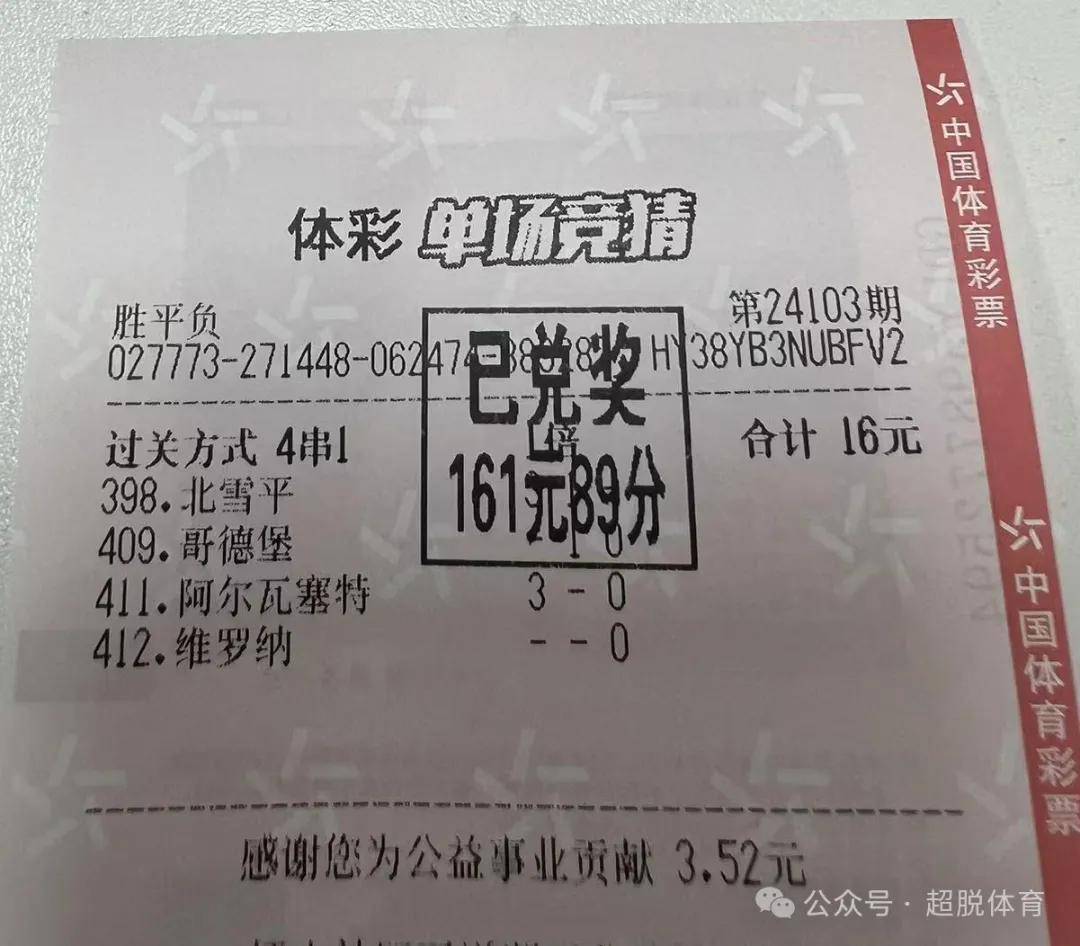 中国体育彩票
体彩 单场竞猜
胜平负
第24103期
027773-271448-062474- HY38YB3NUBFV2
已兑奖
161元89分
过关方式 4串1
倍
合计 16元
398.北雪平
409.哥德堡
411.阿尔瓦塞特 3 - 0
412.维罗纳 - - 0
中国体育彩票
感谢您为公益事业贡献 3.52元
公众号 · 超脱体育